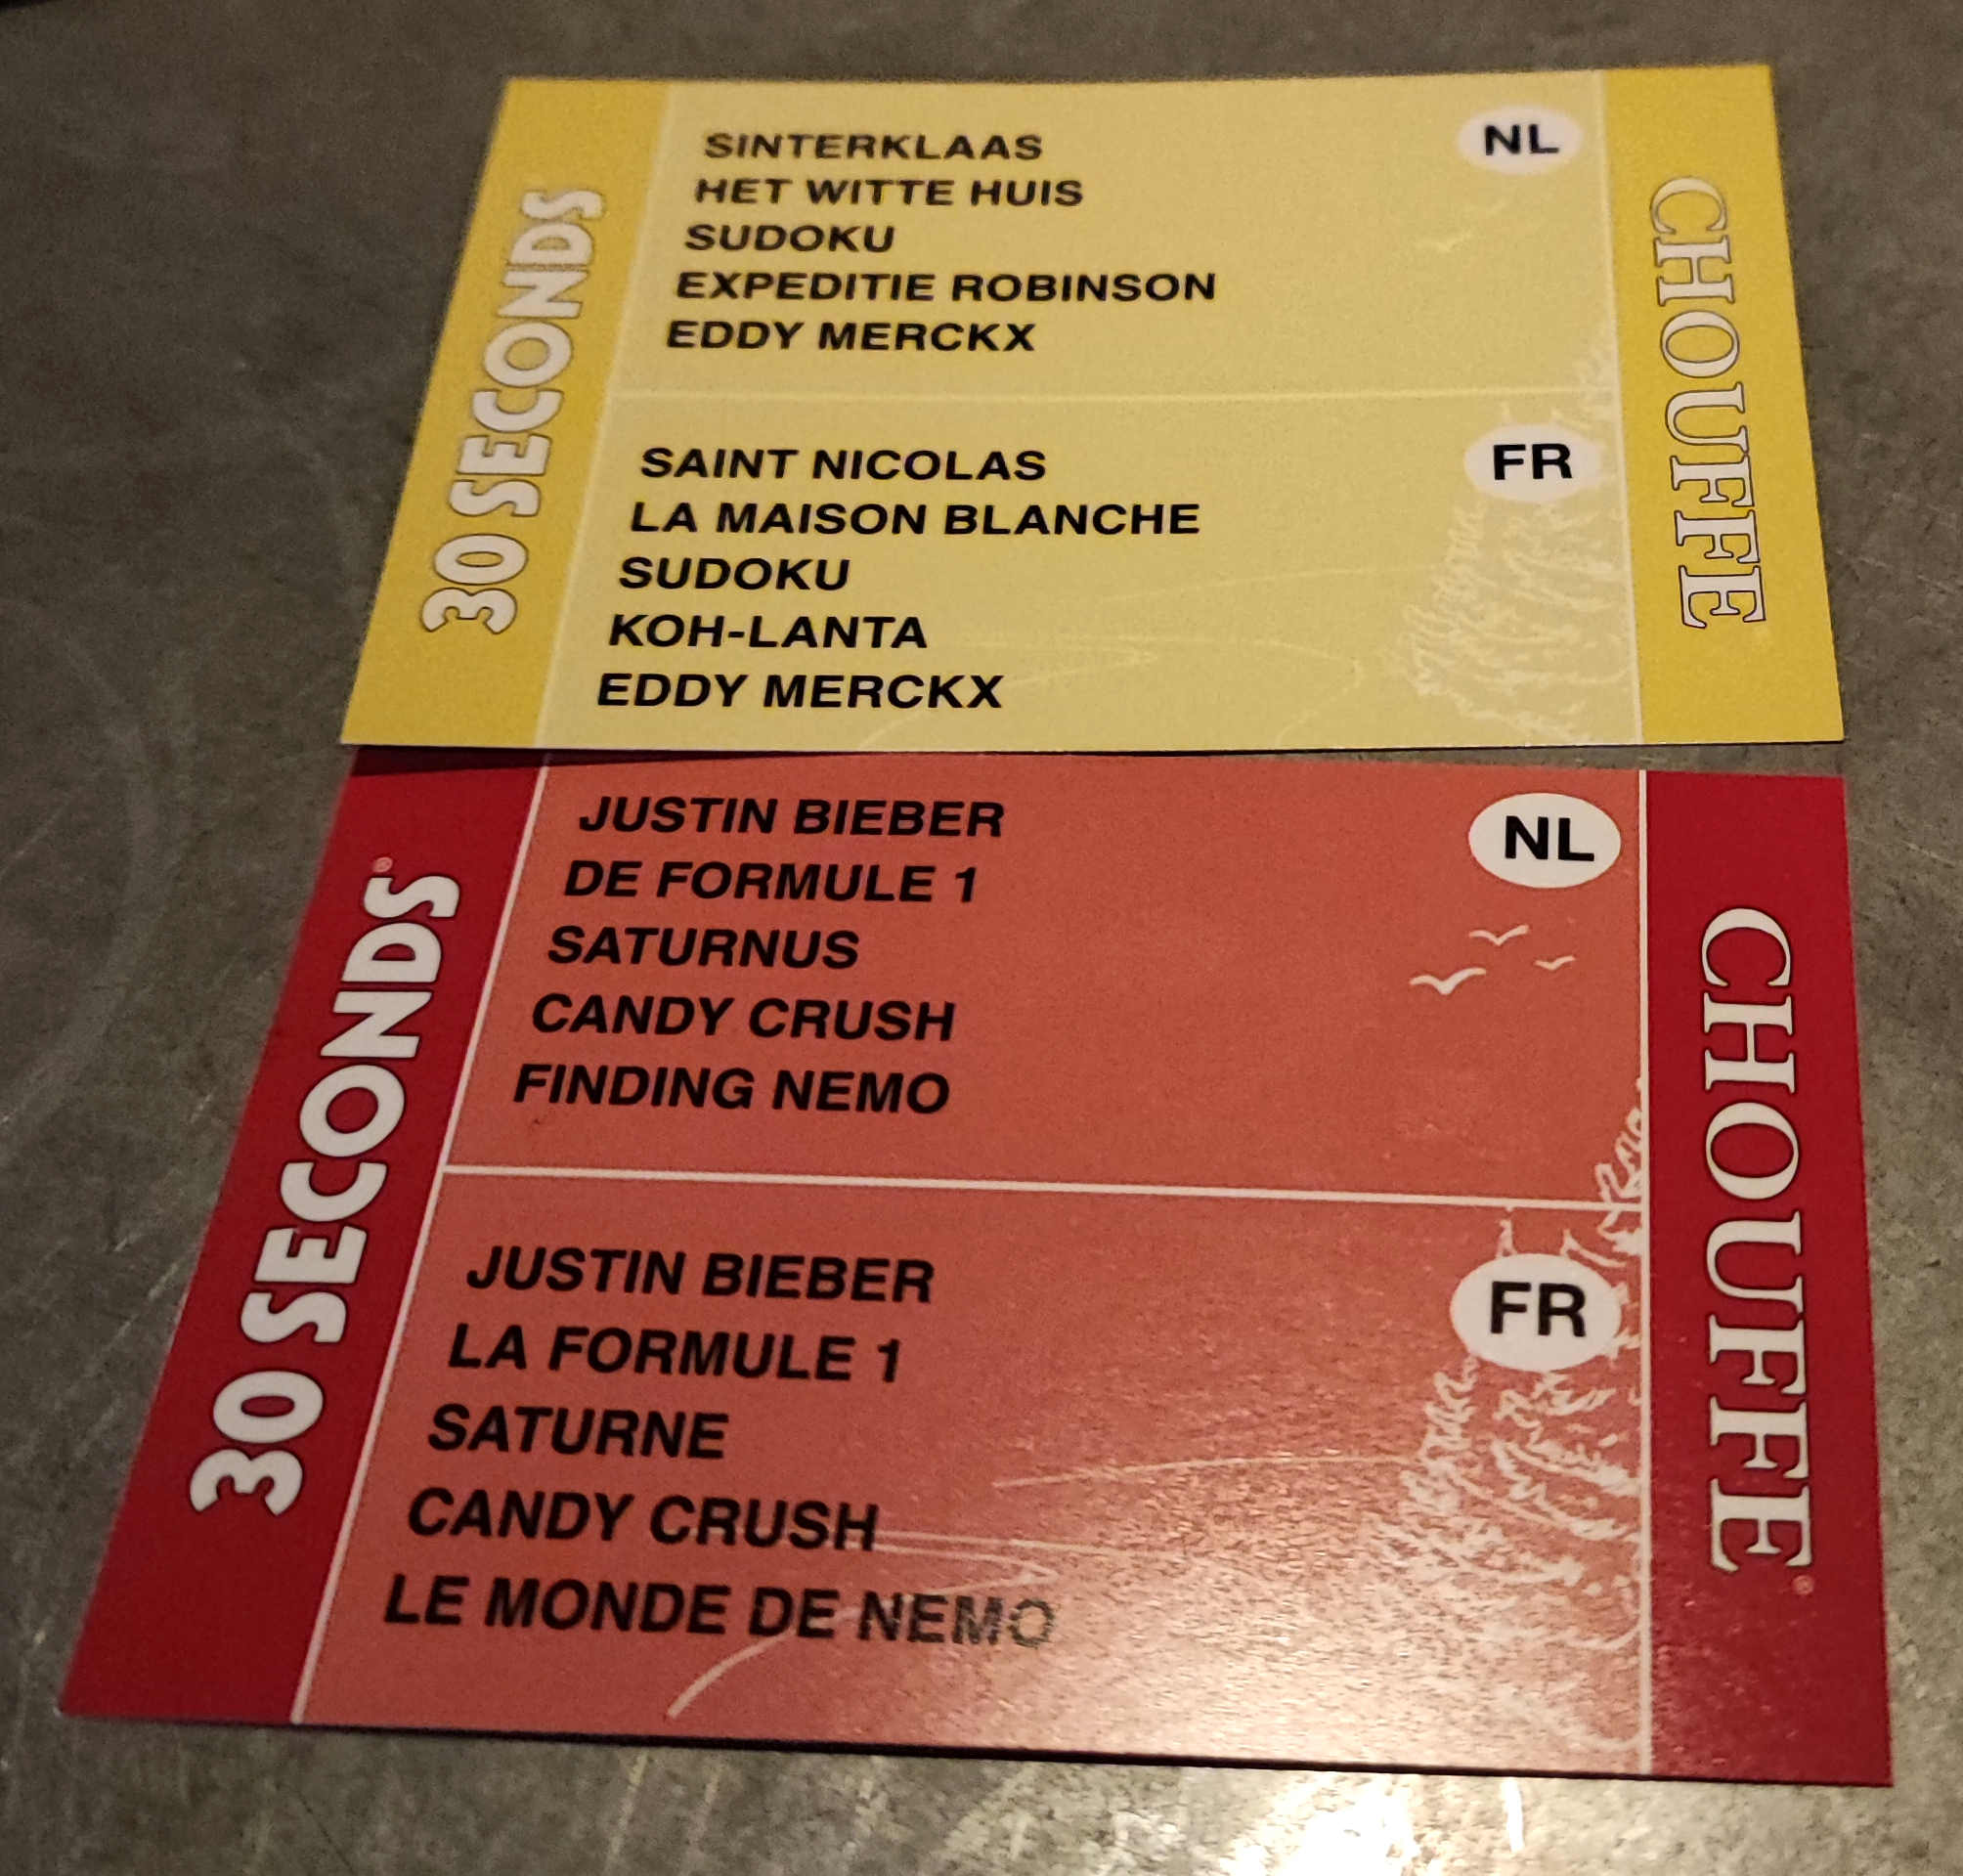 30 SECONDS
SINTERKLAAS
HET WITTE HUIS
SUDOKU
EXPEDITIE ROBINSON
EDDY MERCKX
NL
SAINT NICOLAS
LA MAISON BLANCHE
SUDOKU
KOH-LANTA
EDDY MERCKX
FR
CHOUFFE
30 SECONDS
JUSTIN BIEBER
DE FORMULE 1
SATURNUS
CANDY CRUSH
FINDING NEMO
NL
JUSTIN BIEBER
LA FORMULE 1
SATURNE
CANDY CRUSH
LE MONDE DE NEMO
FR
CHOUFFE